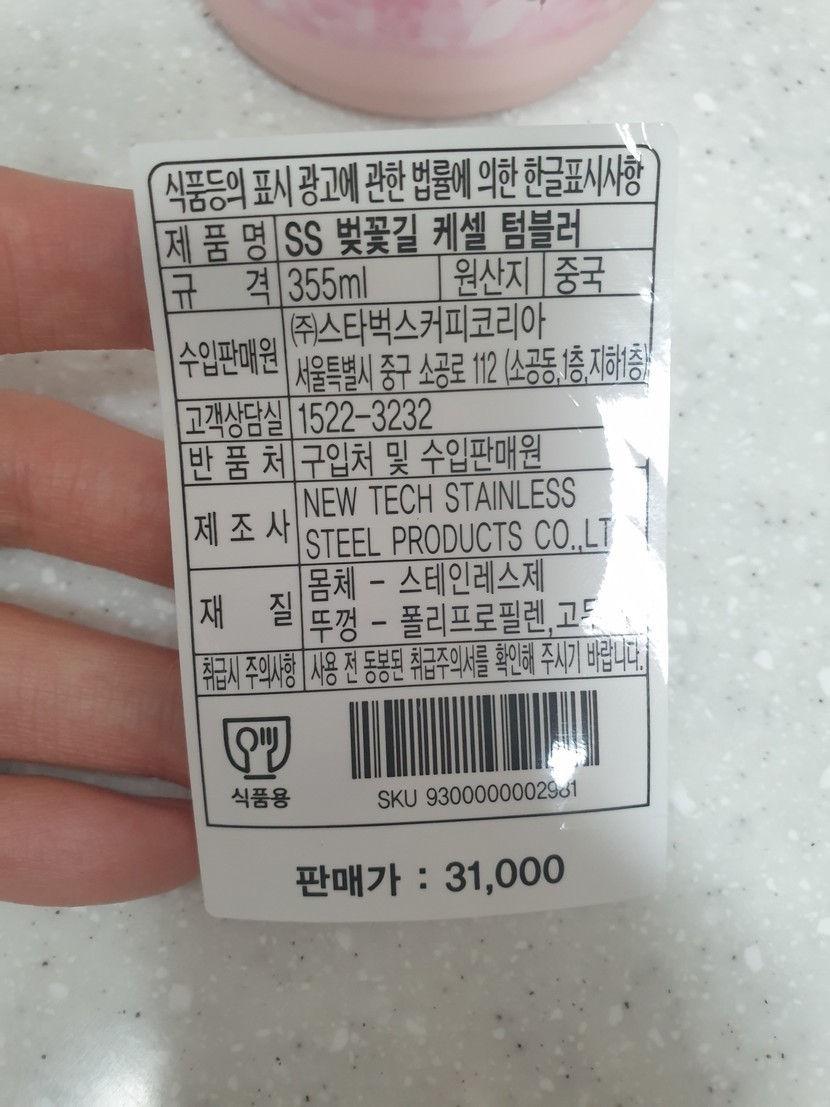 식품등의 표시 광고에 관한 법률에 의한 한글표시사항
제 품 명 SS 벚꽃길 케셀 텀블러
규 격 355ml 원산지 중국
수입판매원 (주)스타벅스커피코리아
서울특별시 중구 소공로 112 (소공동,1층,지하1층)
고객상담실 1522-3232
반 품 처 구입처 및 수입판매원
제 조 사 NEW TECH STAINLESS
STEEL PRODUCTS CO.,LT
재 질 몸체 - 스테인레스제
뚜껑 - 폴리프로필렌,
취급시 주의사항 사용 전 동봉된 취급주의서를 확인해 주시기 바랍니다.
식품용
SKU 9300000002981
판매가 : 31,000